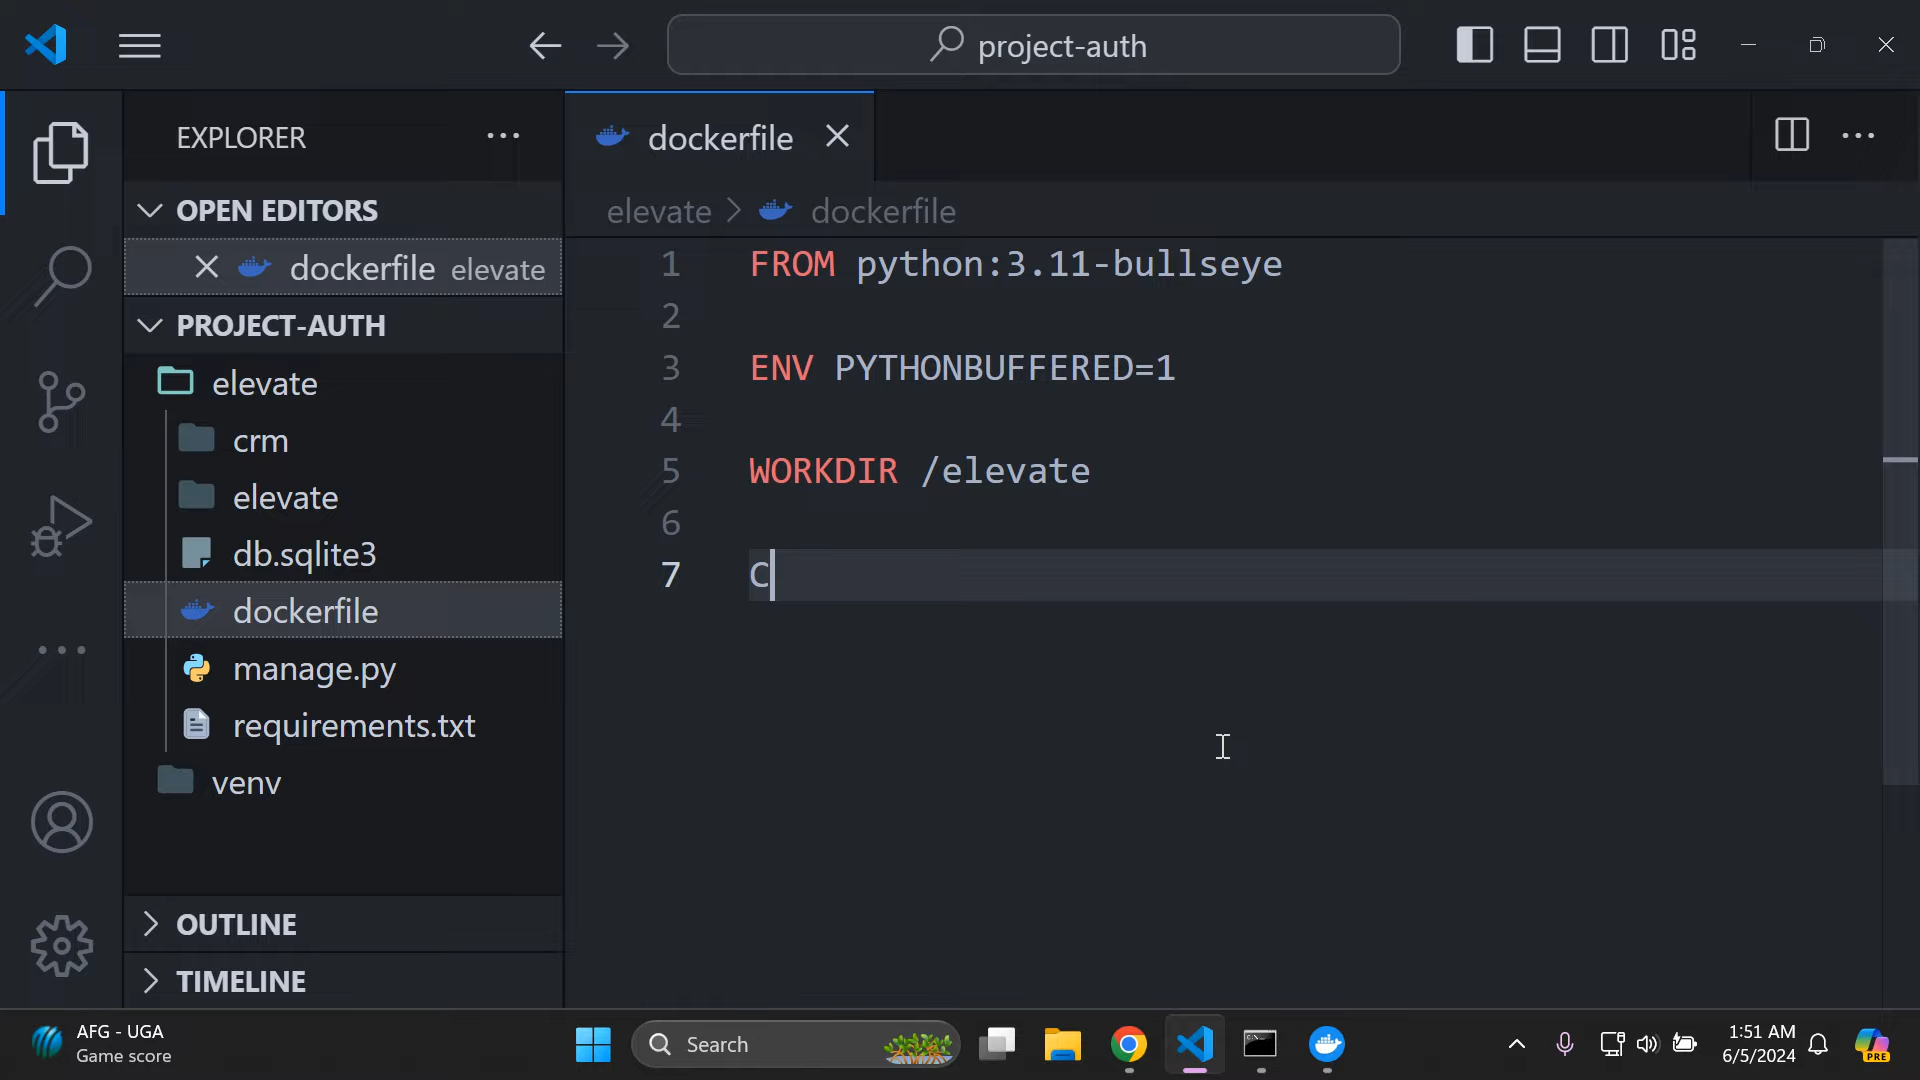 project-auth
EXPLORER
dockerfile
OPEN EDITORS
elevate
dockerfile
dockerfile elevate
PROJECT-AUTH
elevate
crm
elevate
db.sqlite3
dockerfile
manage.py
requirements.txt
venv
OUTLINE
TIMELINE
1 FROM python:3.11-bullseye
2
3 ENV PYTHONBUFFERED=1
4
5 WORKDIR /elevate
6
7 C
AFG - UGA
Game score
Search
1:51 AM
6/5/2024
PRE